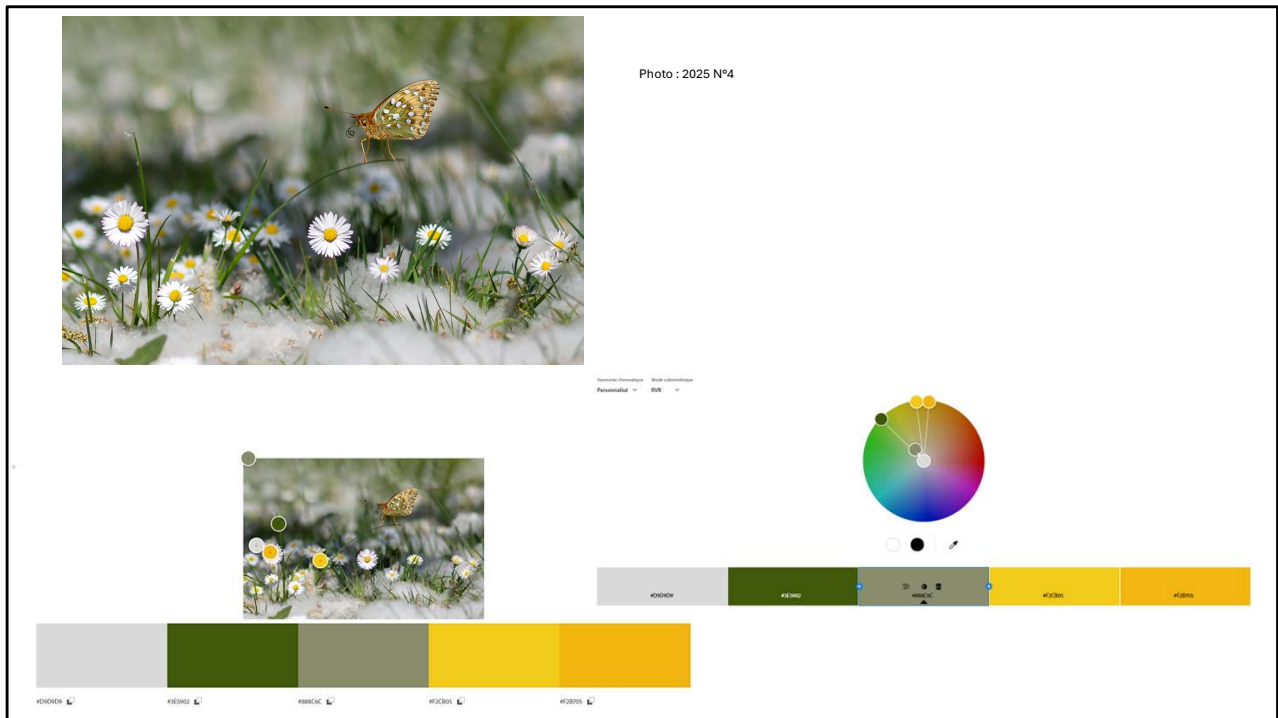 Photo : 2025 N°4
Harmonie chromatique Mode colorimétrique
Personnalisé RVB
#D9D9D9 #3E5902 #888C6C #F2CB05 #F2B705
#D9D9D9 #3E5902 #888C6C #F2CB05 #F2B705